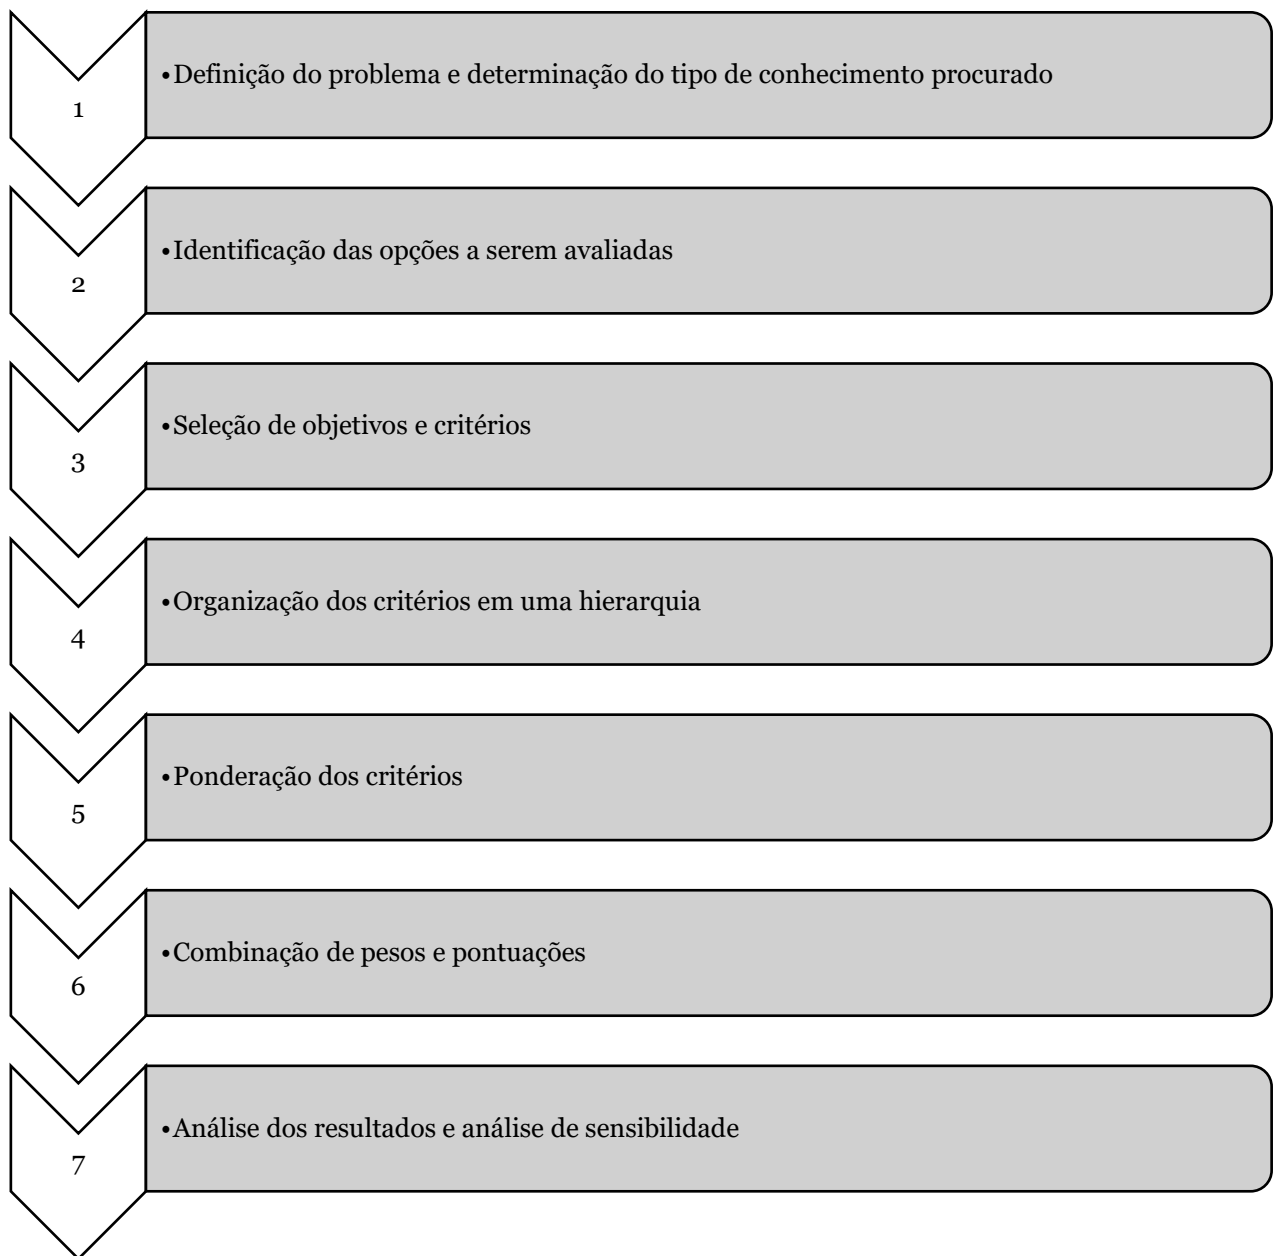 1
•Definição do problema e determinação do tipo de conhecimento procurado
2
•Identificação das opções a serem avaliadas
3
•Seleção de objetivos e critérios
4
•Organização dos critérios em uma hierarquia
5
•Ponderação dos critérios
6
•Combinação de pesos e pontuações
7
•Análise dos resultados e análise de sensibilidade